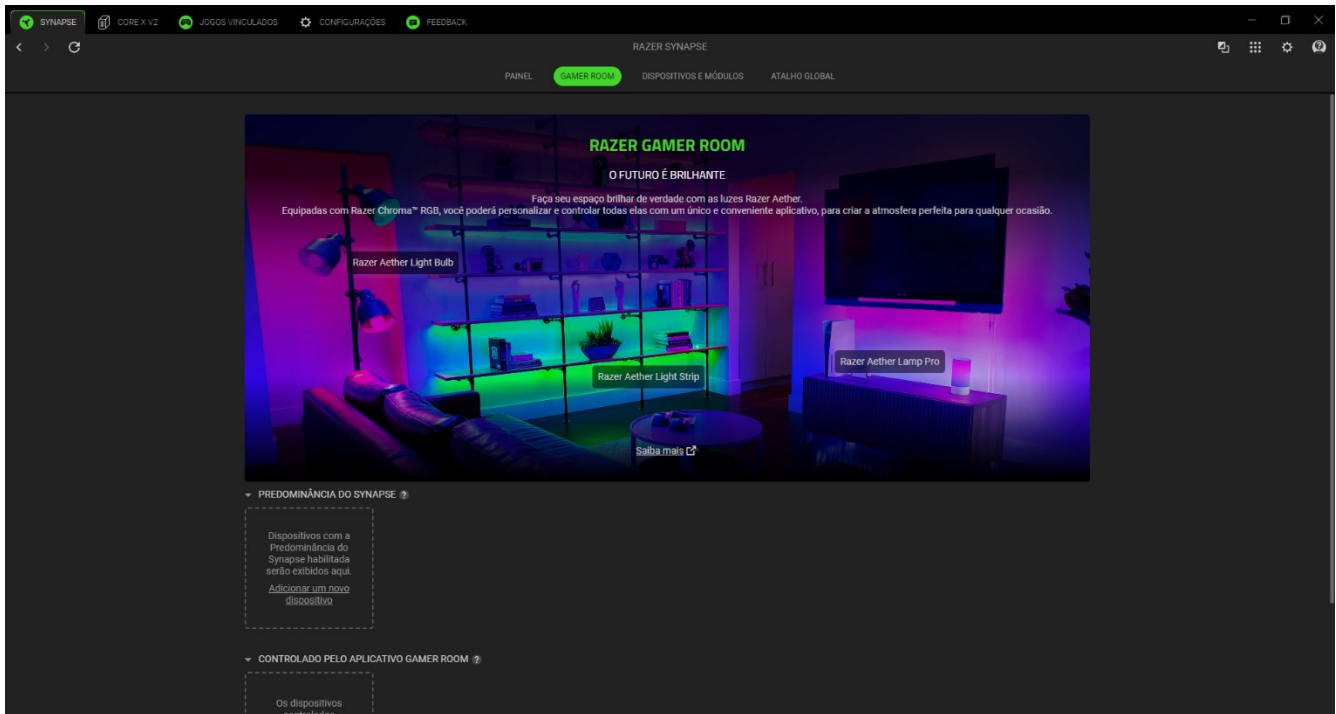 SYNAPSE CORE X V2 JOGOS VINCULADOS CONFIGURAÇÕES FEEDBACK
RAZER SYNAPSE
PAINEL GAMER ROOM DISPOSITIVOS E MÓDULOS ATALHO GLOBAL
RAZER GAMER ROOM
O FUTURO É BRILHANTE
Faça seu espaço brilhar de verdade com as luzes Razer Aether.
Equipadas com Razer Chroma™ RGB, você poderá personalizar e controlar todas elas com um único e conveniente aplicativo, para criar a atmosfera perfeita para qualquer ocasião.
Razer Aether Light Bulb
Razer Aether Lamp Pro
Razer Aether Light Strip
Saiba mais
PREDOMINÂNCIA DO SYNAPSE ?
Dispositivos com a
Predominância do
Synapse habilitada
serão exibidos aqui.
Adicionar um novo
dispositivo
CONTROLADO PELO APLICATIVO GAMER ROOM ?
Os dispositivos
controlados